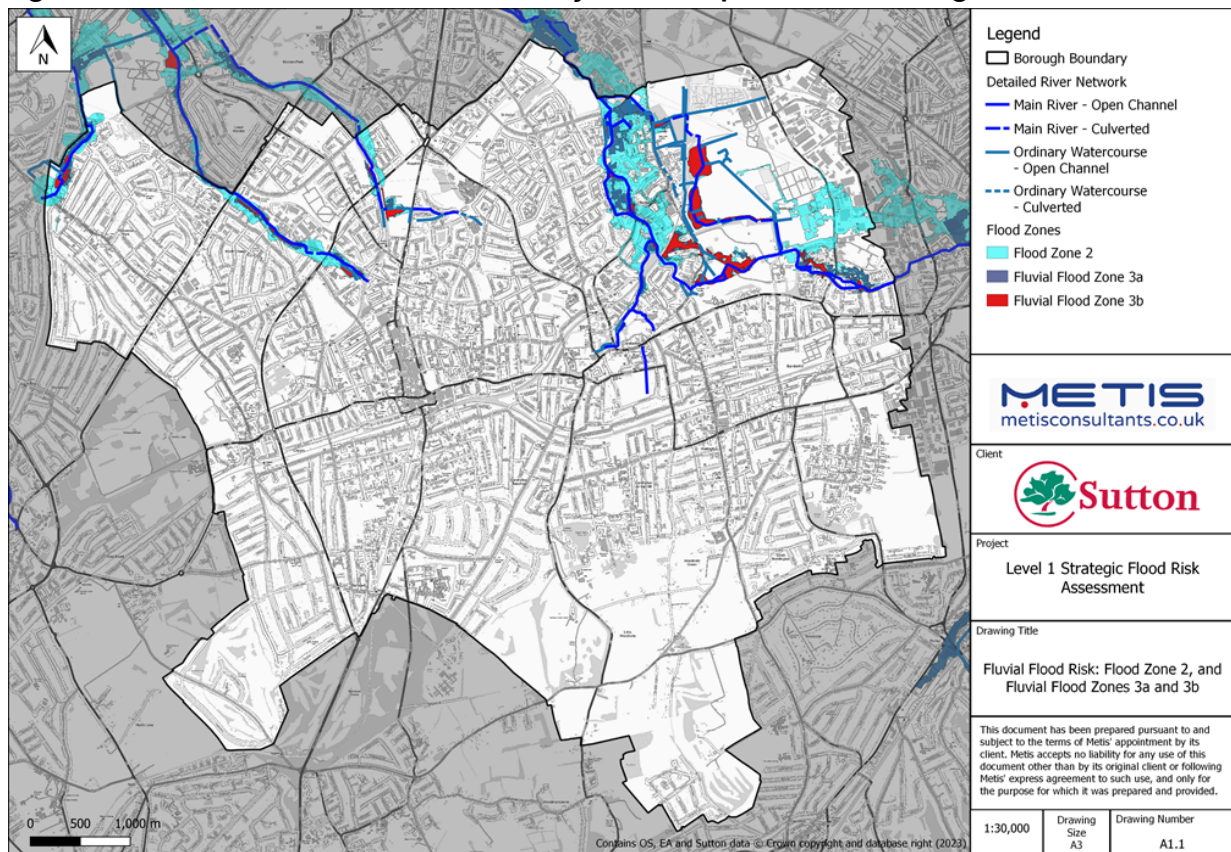 N
Legend
Borough Boundary
Detailed River Network
Main River - Open Channel
Main River - Culverted
Ordinary Watercourse
- Open Channel
Ordinary Watercourse
- Culverted
Flood Zones
Flood Zone 2
Fluvial Flood Zone 3a
Fluvial Flood Zone 3b
METIS
metisconsultants.co.uk
Client
Sutton
Project
Level 1 Strategic Flood Risk
Assessment
Drawing Title
Fluvial Flood Risk: Flood Zone 2, and
Fluvial Flood Zones 3a and 3b
This document has been prepared pursuant to and
subject to the terms of Metis' appointment by its
client. Metis accepts no liability for any use of this
document other than by its original client or following
Metis' express agreement to such use, and only for
the purpose for which it was prepared and provided.
1:30,000
Drawing
Size
A3
Drawing Number
A1.1
0 500 1,000 m
Contains OS, EA and Sutton data © Crown copyright and database right (2023)